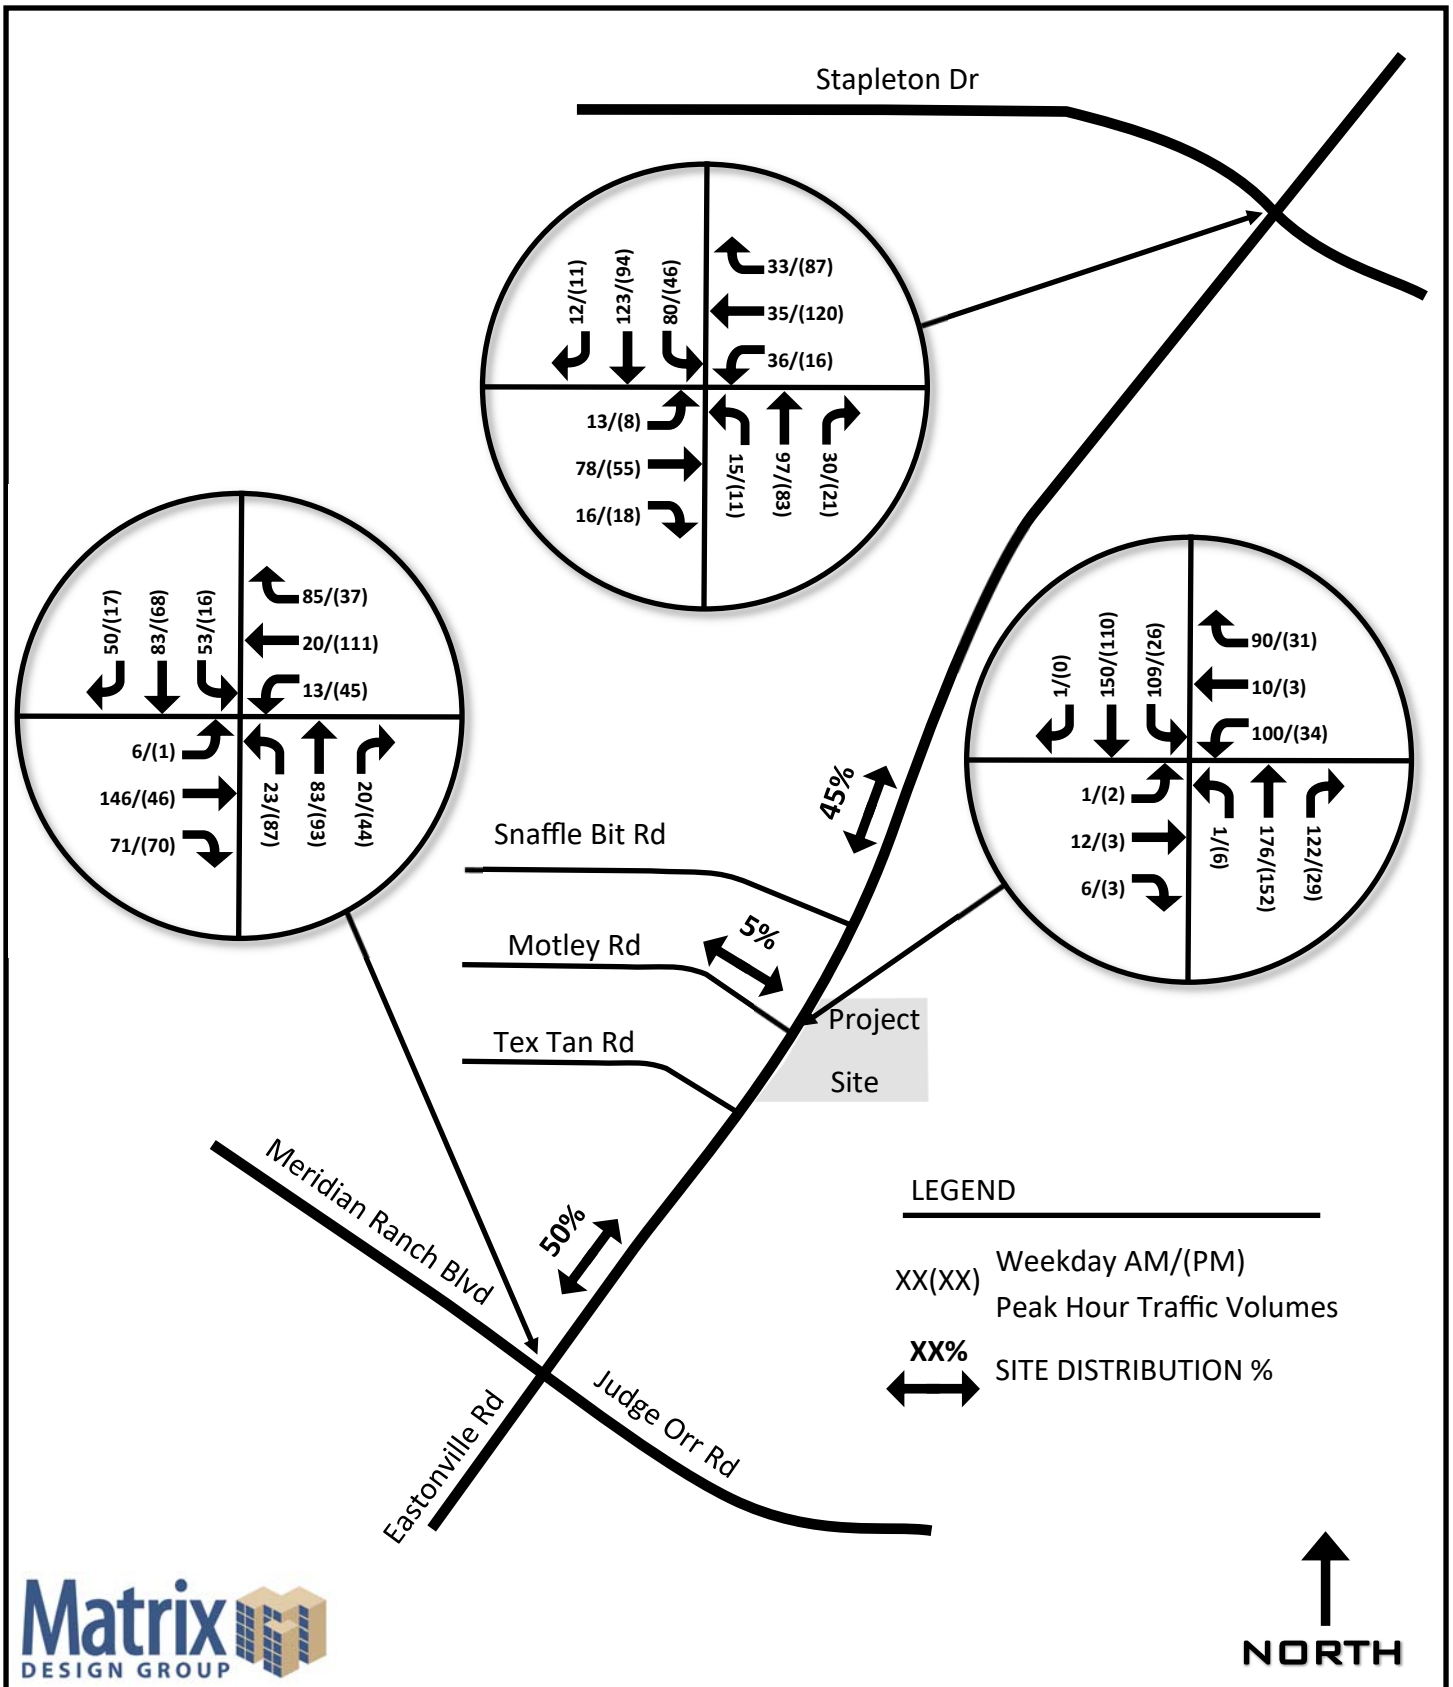 Stapleton Dr
12/(11)
123/(94)
80/(46)
33/(87)
35/(120)
36/(16)
13/(8)
78/(55)
16/(18)
15/(11)
97/(83)
30/(21)
50/(17)
83/(68)
53/(16)
85/(37)
20/(111)
13/(45)
6/(1)
146/(46)
71/(70)
23/(87)
83/(93)
20/(44)
1/(0)
150/(110)
109/(26)
90/(31)
10/(3)
100/(34)
1/(2)
12/(3)
6/(3)
1/(6)
176/(152)
122/(29)
45%
Snaffle Bit Rd
5%
Motley Rd
Project
Site
Tex Tan Rd
Meridian Ranch Blvd
50%
Judge Orr Rd
Eastonville Rd
LEGEND
XX(XX) Weekday AM/(PM)
Peak Hour Traffic Volumes
XX%
SITE DISTRIBUTION %
Matrix
DESIGN GROUP
NORTH